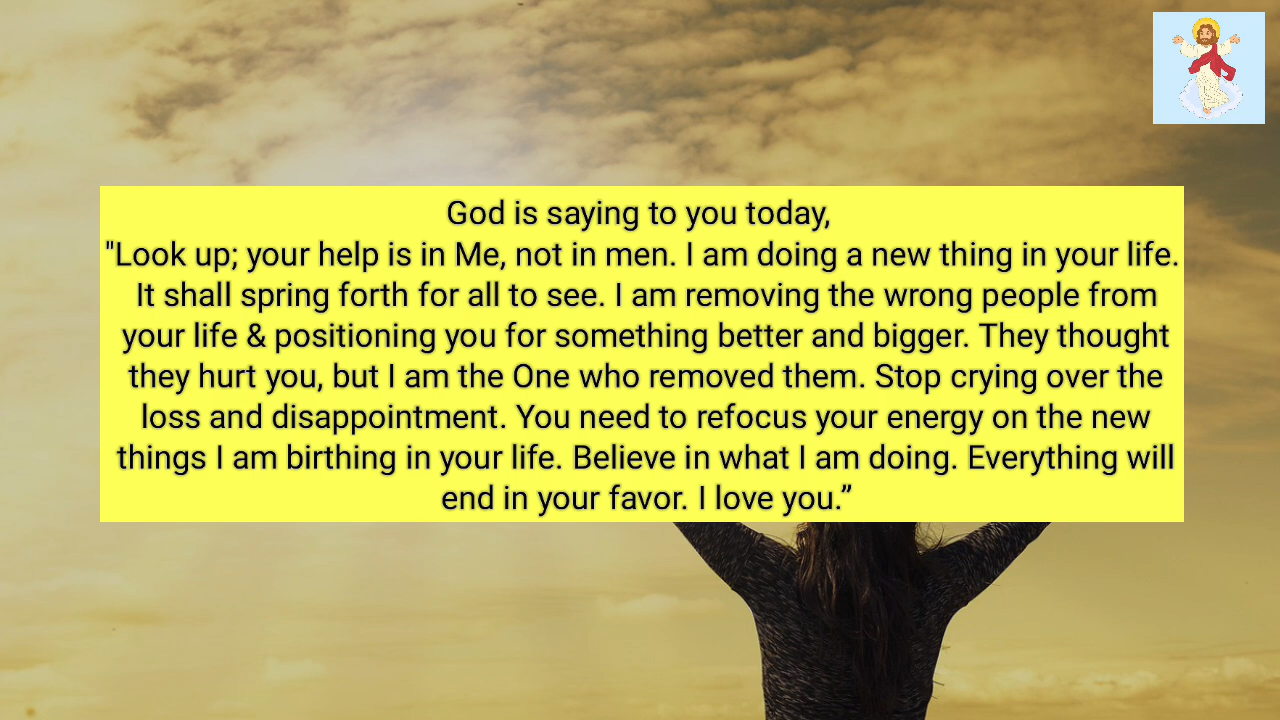 God is saying to you today,
"Look up; your help is in Me, not in men. I am doing a new thing in your life.
It shall spring forth for all to see. I am removing the wrong people from
your life & positioning you for something better and bigger. They thought
they hurt you, but I am the One who removed them. Stop crying over the
loss and disappointment. You need to refocus your energy on the new
things I am birthing in your life. Believe in what I am doing. Everything will
end in your favor. I love you.”